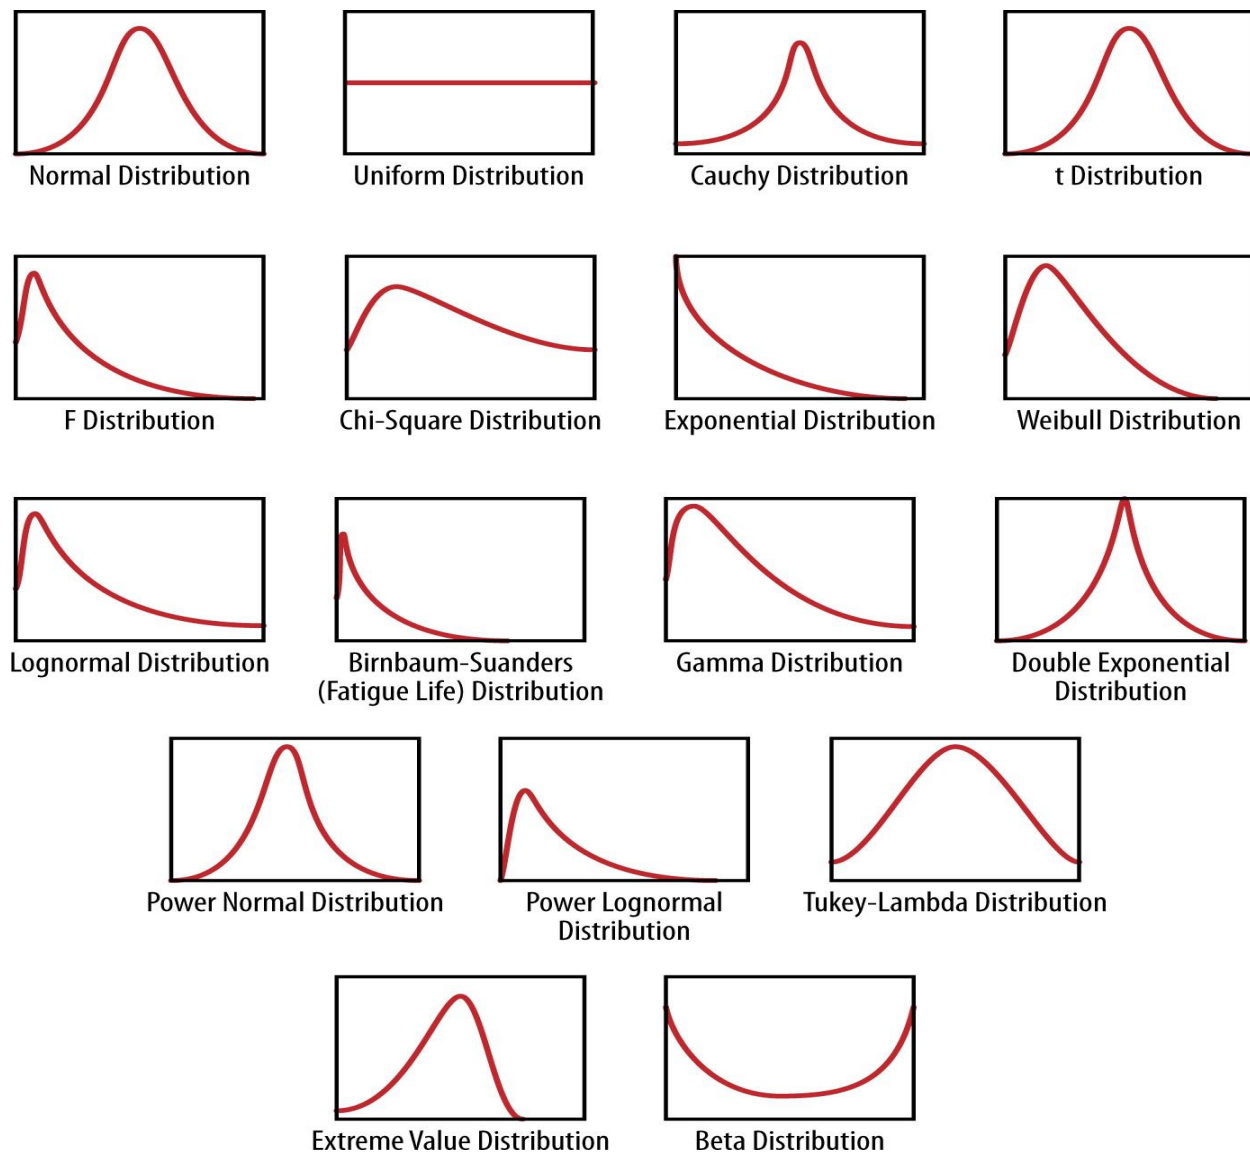 Normal Distribution
Uniform Distribution
Cauchy Distribution
t Distribution
F Distribution
Chi-Square Distribution
Exponential Distribution
Weibull Distribution
Lognormal Distribution
Birnbaum-Suanders
(Fatigue Life) Distribution
Gamma Distribution
Double Exponential
Distribution
Power Normal Distribution
Power Lognormal
Distribution
Tukey-Lambda Distribution
Extreme Value Distribution
Beta Distribution